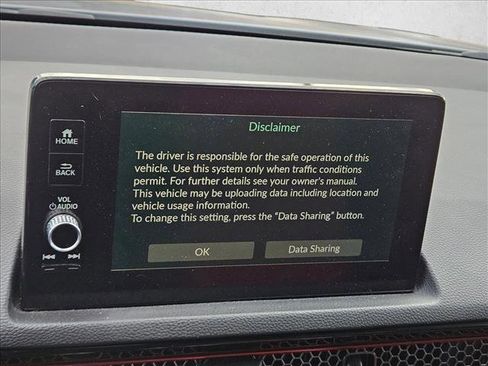 Disclaimer
HOME
BACK
VOL
AUDIO
The driver is responsible for the safe operation of this
vehicle. Use this system only when traffic conditions
permit. For further details see your owner's manual.
This vehicle may be uploading data including location and
vehicle usage information.
To change this setting, press the “Data Sharing” button.
OK
Data Sharing